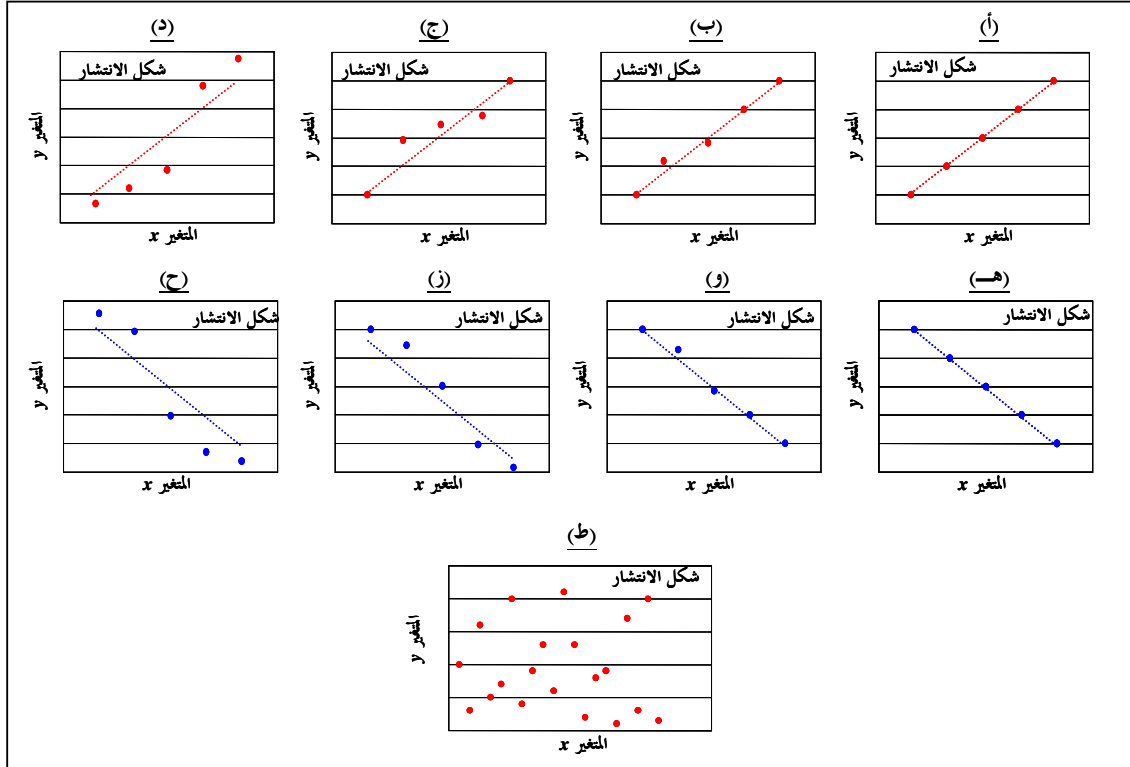 (أ)
شكل الانتشار
المتغير y
المتغير x
(ب)
شكل الانتشار
المتغير y
المتغير x
(ج)
شكل الانتشار
المتغير y
المتغير x
(د)
شكل الانتشار
المتغير y
المتغير x
(هــ)
شكل الانتشار
المتغير y
المتغير x
(و)
شكل الانتشار
المتغير y
المتغير x
(ز)
شكل الانتشار
المتغير y
المتغير x
(ح)
شكل الانتشار
المتغير y
المتغير x
(ط)
شكل الانتشار
المتغير y
المتغير x